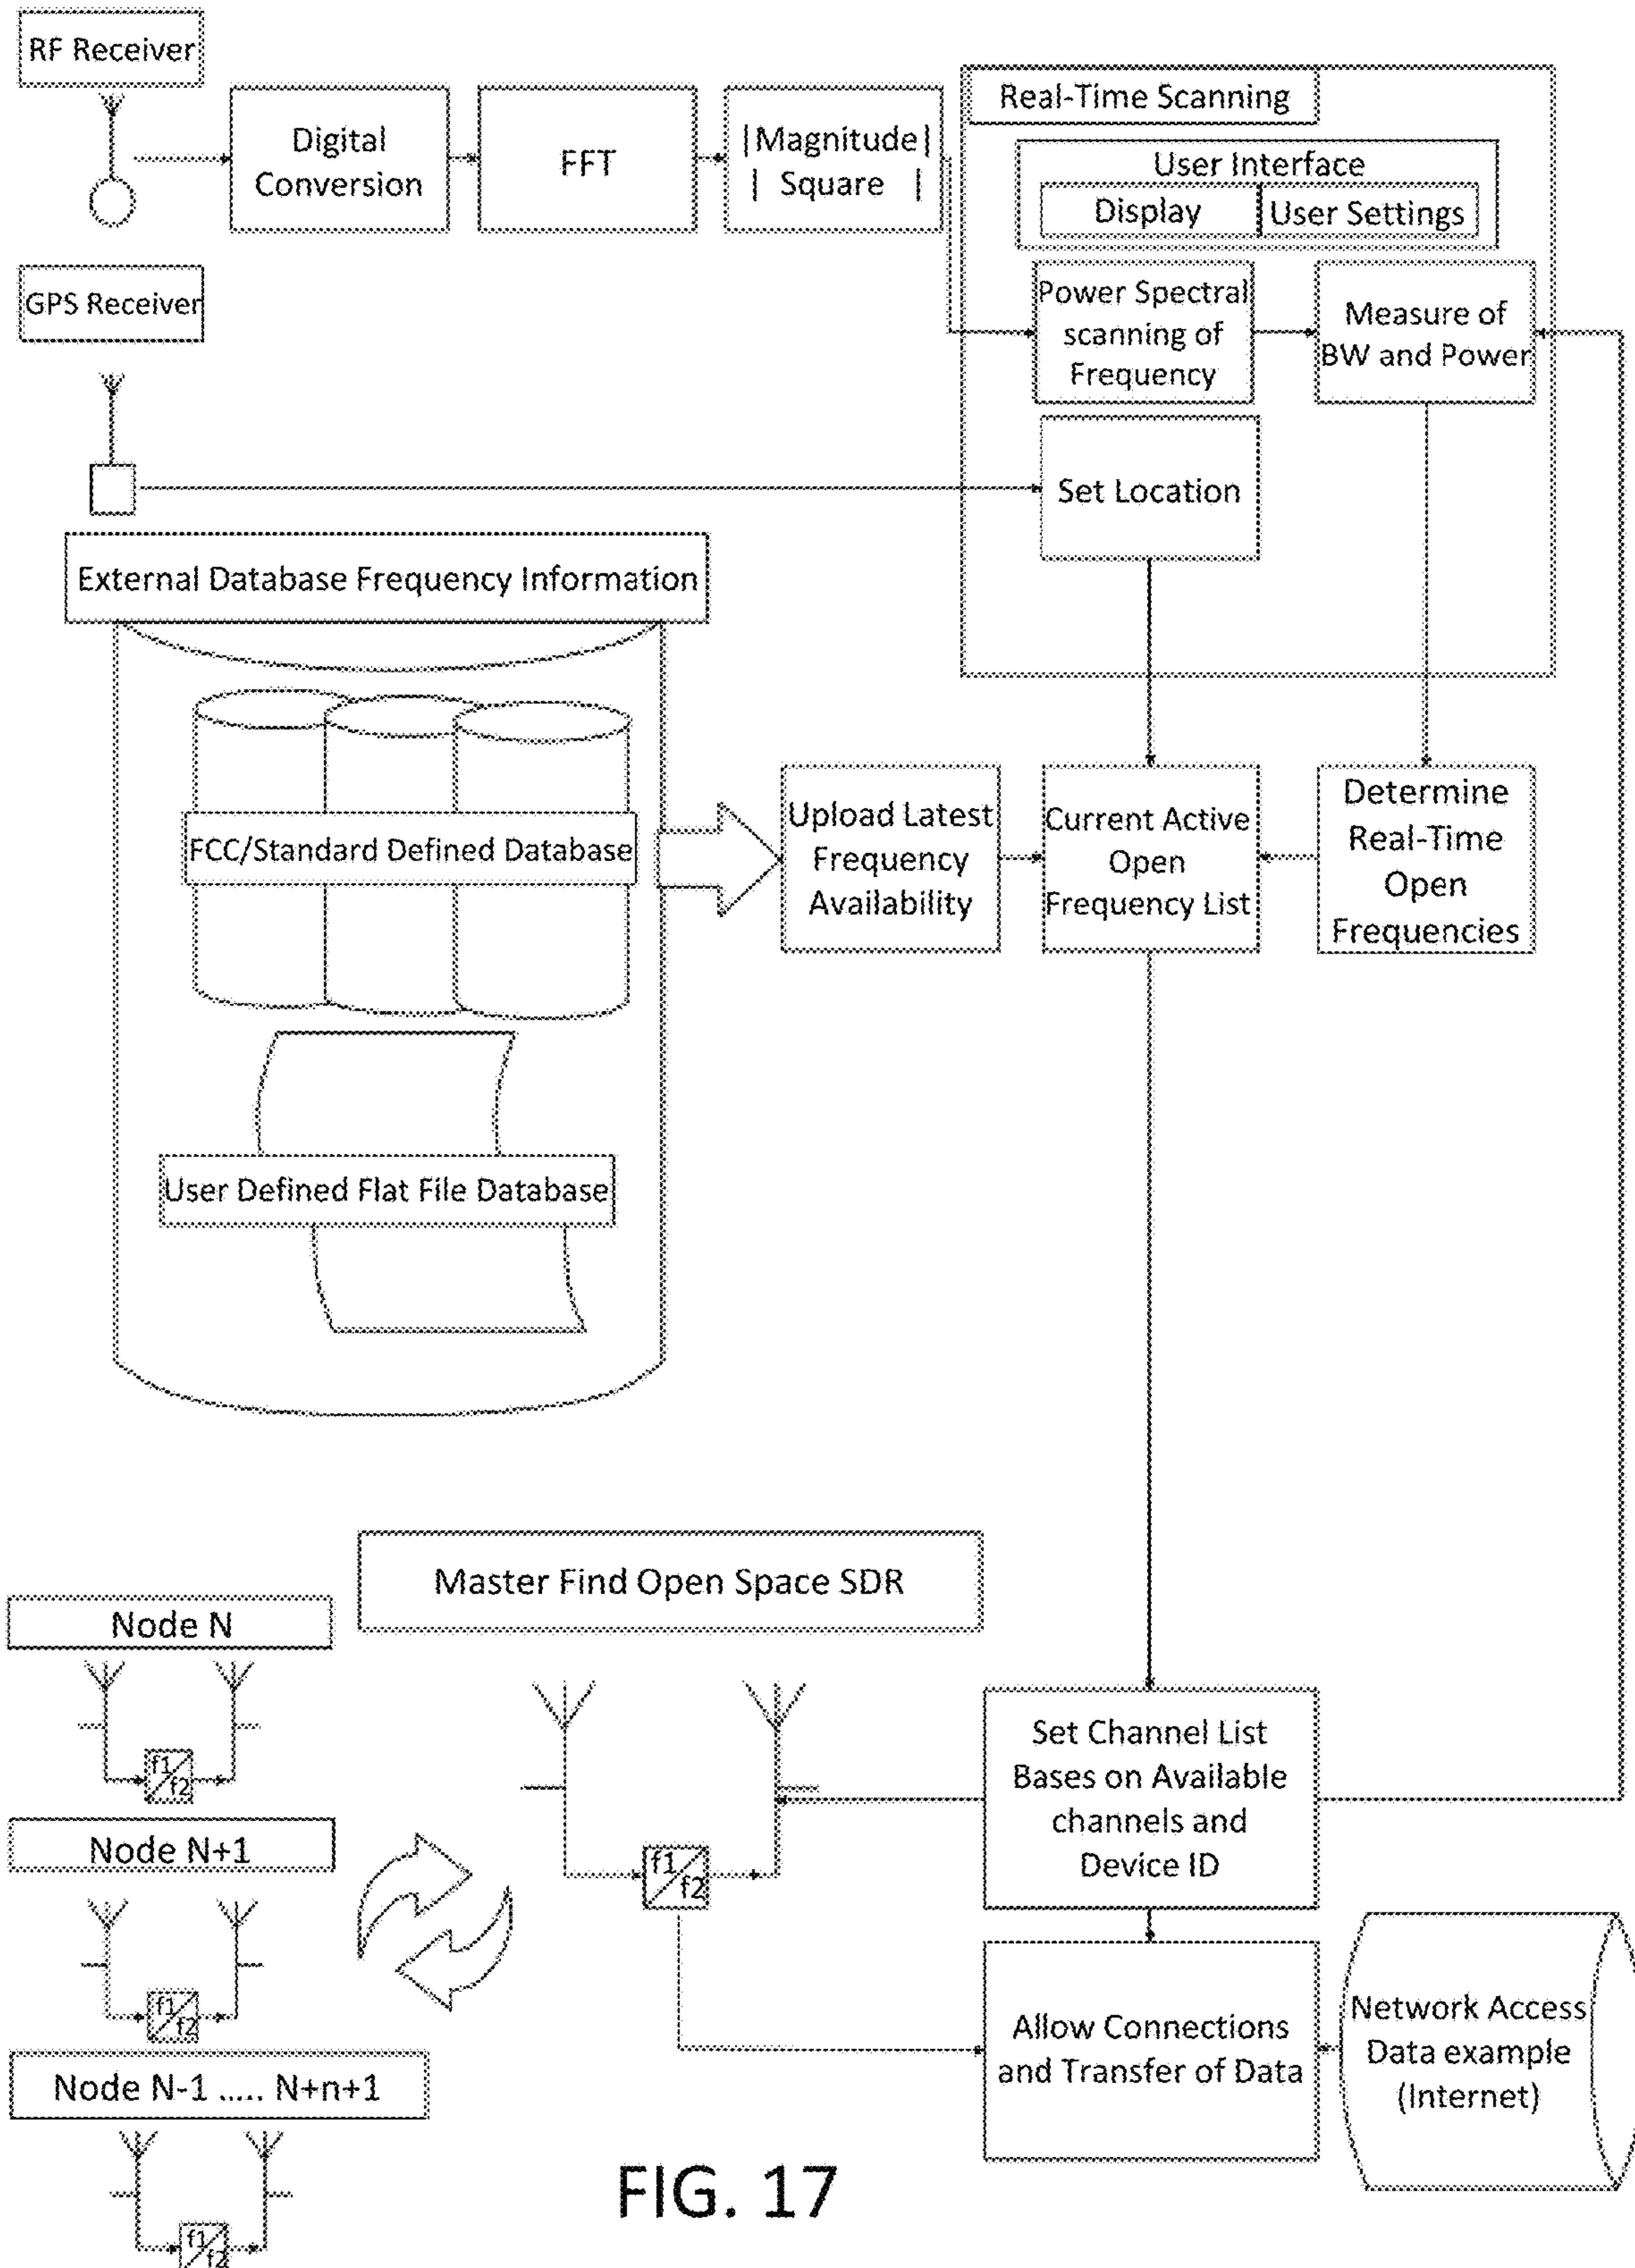 RF Receiver
Digital
Conversion
FFT
|Magnitude|
| Square |
Real-Time Scanning
User Interface
Display
User Settings
GPS Receiver
Power Spectral
scanning of
Frequency
Measure of
BW and Power
Set Location
External Database Frequency Information
FCC/Standard Defined Database
Upload Latest
Frequency
Availability
Current Active
Open
Frequency List
Determine
Real-Time
Open
Frequencies
User Defined Flat File Database
Master Find Open Space SDR
Node N
f1
f2
Node N+1
f1
f2
Node N-1 ..... N+n+1
f1
f2
f1
f2
Set Channel List
Bases on Available
channels and
Device ID
Allow Connections
and Transfer of Data
Network Access
Data example
(Internet)
FIG. 17